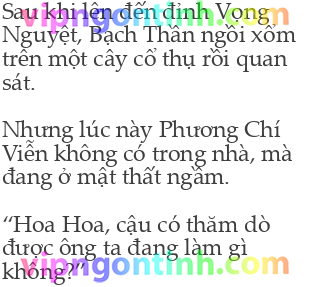 Sau khi lên đến đỉnh Vọng
Nguyệt, Bạch Thần ngồi xổm
trên một cây cổ thụ rồi quan
sát.
Nhưng lúc này Phương Chí
Viễn không có trong nhà, mà
đang ở mật thất ngầm.
“Hoa Hoa, cậu có thăm dò
được ông ta đang làm gì
không?”
vipngontinh.com
vipngontinh.com